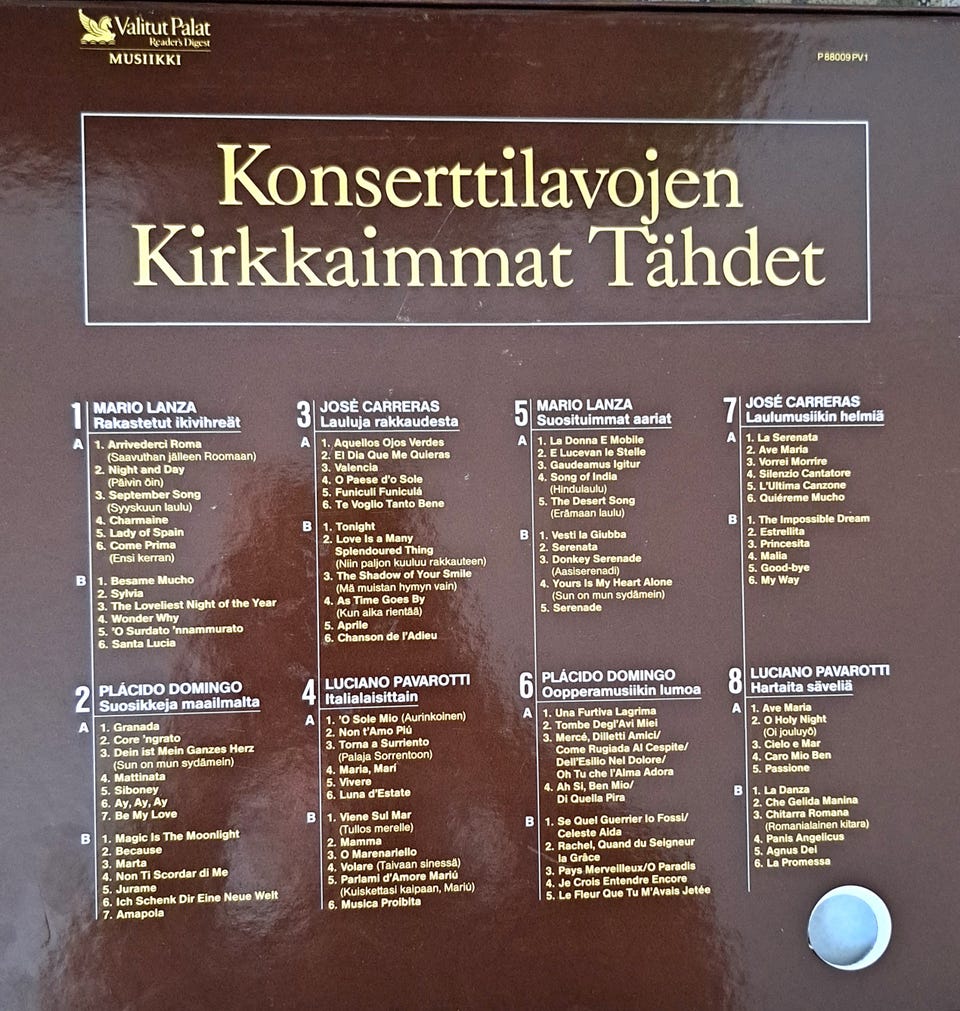 Valitut Palat
Reader's Digest
MUSIIKKI
P88009PV1
Konserttilavojen
Kirkkaimmat Tähdet
1 MARIO LANZA
Rakastetut ikivihreät
A 1. Arrivederci Roma
(Saavuthan jälleen Roomaan)
2. Night and Day
(Päivin öin)
3. September Song
(Syyskuun laulu)
4. Charmaine
5. Lady of Spain
6. Come Prima
(Ensi kerran)
B 1. Besame Mucho
2. Sylvia
3. The Loveliest Night of the Year
4. Wonder Why
5. 'O Surdato 'nnammurato
6. Santa Lucia
2 PLÁCIDO DOMINGO
Suosikkeja maailmalta
A 1. Granada
2. Core 'ngrato
3. Dein ist Mein Ganzes Herz
(Sun on mun sydämein)
4. Mattinata
5. Siboney
6. Ay, Ay, Ay
7. Be My Love
B 1. Magic Is The Moonlight
2. Because
3. Marta
4. Non Ti Scordar di Me
5. Jurame
6. Ich Schenk Dir Eine Neue Welt
7. Amapola
3 JOSÉ CARRERAS
Lauluja rakkaudesta
A 1. Aquellos Ojos Verdes
2. El Dia Que Me Quieras
3. Valencia
4. O Paese d'o Sole
5. Funiculì Funiculà
6. Te Voglio Tanto Bene
B 1. Tonight
2. Love Is a Many
Splendoured Thing
(Niin paljon kuuluu rakkauteen)
3. The Shadow of Your Smile
(Mä muistan hymyn vain)
4. As Time Goes By
(Kun aika rientää)
5. Aprile
6. Chanson de l'Adieu
4 LUCIANO PAVAROTTI
Italialaisittain
A 1. 'O Sole Mio (Aurinkoinen)
2. Non t'Amo Piú
3. Torna a Surriento
(Palaja Sorrentoon)
4. Maria, Marí
5. Vivere
6. Luna d'Estate
B 1. Viene Sul Mar
(Tullos merelle)
2. Mamma
3. O Marenariello
4. Volare (Taivaan sinessä)
5. Parlami d'Amore Mariú
(Kuiskettasi kaipaan, Mariú)
6. Musica Proibita
5 MARIO LANZA
Suosituimmat aariat
A 1. La Donna E Mobile
2. E Lucevan le Stelle
3. Gaudeamus Igitur
4. Song of India
(Hindulaulu)
5. The Desert Song
(Erämaan laulu)
B 1. Vesti la Giubba
2. Serenata
3. Donkey Serenade
(Aasiserenadi)
4. Yours Is My Heart Alone
(Sun on mun sydämein)
5. Serenade
6 PLÁCIDO DOMINGO
Oopperamusiikin lumoa
A 1. Una Furtiva Lagrima
2. Tombe Degl'Avi Miei
3. Mercé, Dilletti Amici/
Come Rugiada Al Cespite/
Dell'Esilio Nel Dolore/
Oh Tu che l'Alma Adora
4. Ah Si, Ben Mio/
Di Quella Pira
B 1. Se Quel Guerrier Io Fossi/
Celeste Aida
2. Rachel, Quand du Seigneur
la Grâce
3. Pays Merveilleux/O Paradis
4. Je Crois Entendre Encore
5. Le Fleur Que Tu M'Avais Jetée
7 JOSÉ CARRERAS
Laulumusiikin helmiä
A 1. La Serenata
2. Ave Maria
3. Vorrei Morrire
4. Silenzio Cantatore
5. L'Ultima Canzone
6. Quiéreme Mucho
B 1. The Impossible Dream
2. Estrellita
3. Princesita
4. Malia
5. Good-bye
6. My Way
8 LUCIANO PAVAROTTI
Hartaita säveliä
A 1. Ave Maria
2. O Holy Night
(Oi jouluyö)
3. Cielo e Mar
4. Caro Mio Ben
5. Passione
B 1. La Danza
2. Che Gelida Manina
3. Chitarra Romana
(Romanialainen kitara)
4. Panis Angelicus
5. Agnus Dei
6. La Promessa